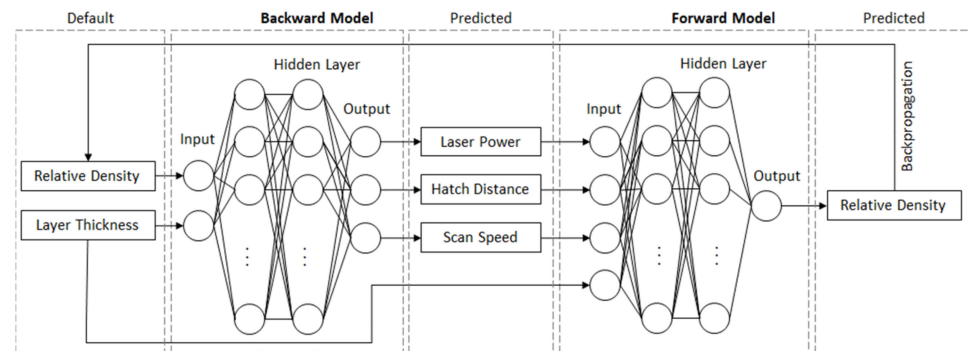 Default
Backward Model
Predicted
Forward Model
Predicted
Hidden Layer
Hidden Layer
Input
Output
Input
Output
Backpropagation
Relative Density
Layer Thickness
Laser Power
Hatch Distance
Scan Speed
Relative Density